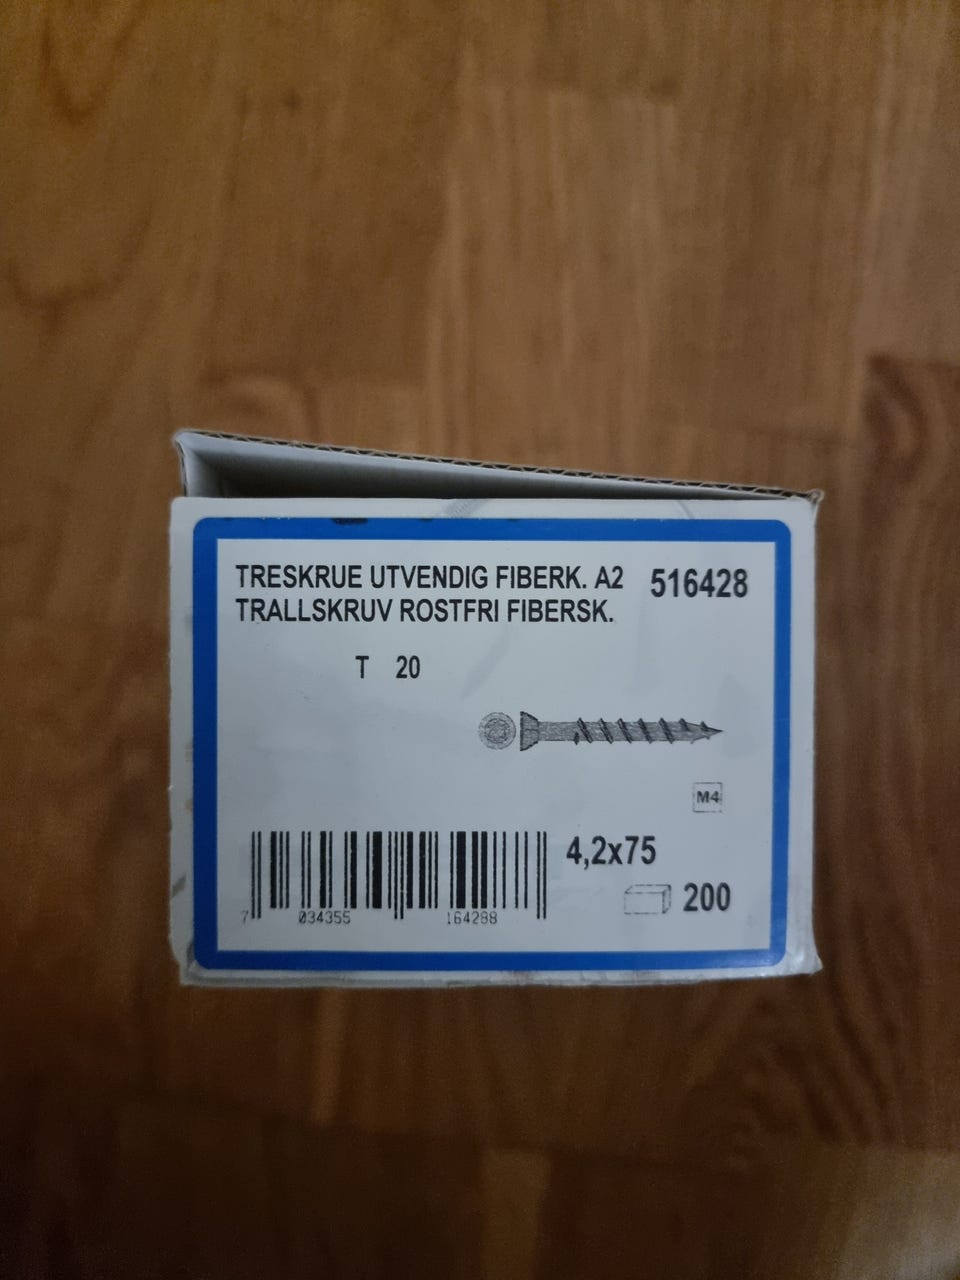 TRESKRUE UTVENDIG FIBERK. A2 516428
TRALLSKRUV ROSTFRI FIBERSK.
T 20
M4
4,2x75
200
7 034355 164288